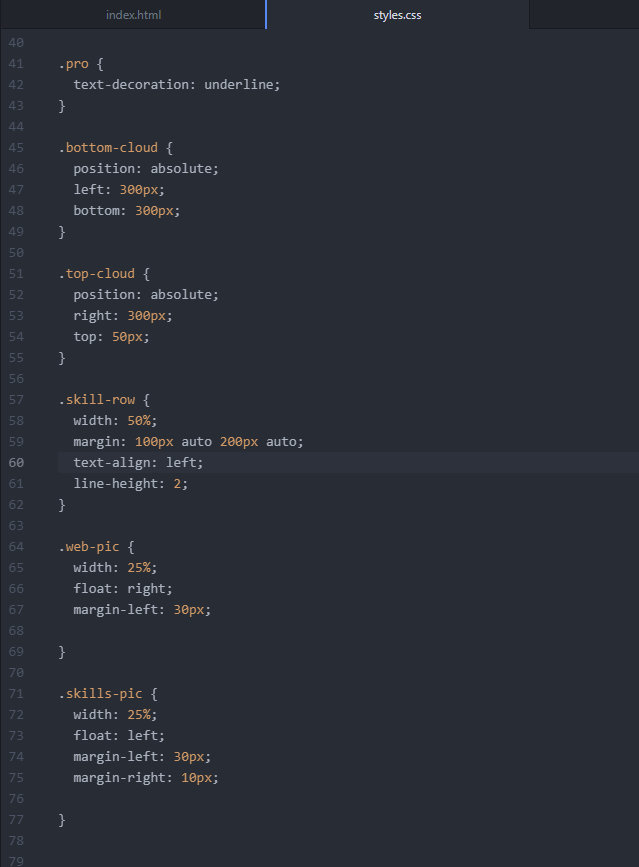 index.html styles.css
40
41 .pro {
42   text-decoration: underline;
43 }
44
45 .bottom-cloud {
46   position: absolute;
47   left: 300px;
48   bottom: 300px;
49 }
50
51 .top-cloud {
52   position: absolute;
53   right: 300px;
54   top: 50px;
55 }
56
57 .skill-row {
58   width: 50%;
59   margin: 100px auto 200px auto;
60   text-align: left;
61   line-height: 2;
62 }
63
64 .web-pic {
65   width: 25%;
66   float: right;
67   margin-left: 30px;
68
69 }
70
71 .skills-pic {
72   width: 25%;
73   float: left;
74   margin-left: 30px;
75   margin-right: 10px;
76
77 }
78
79